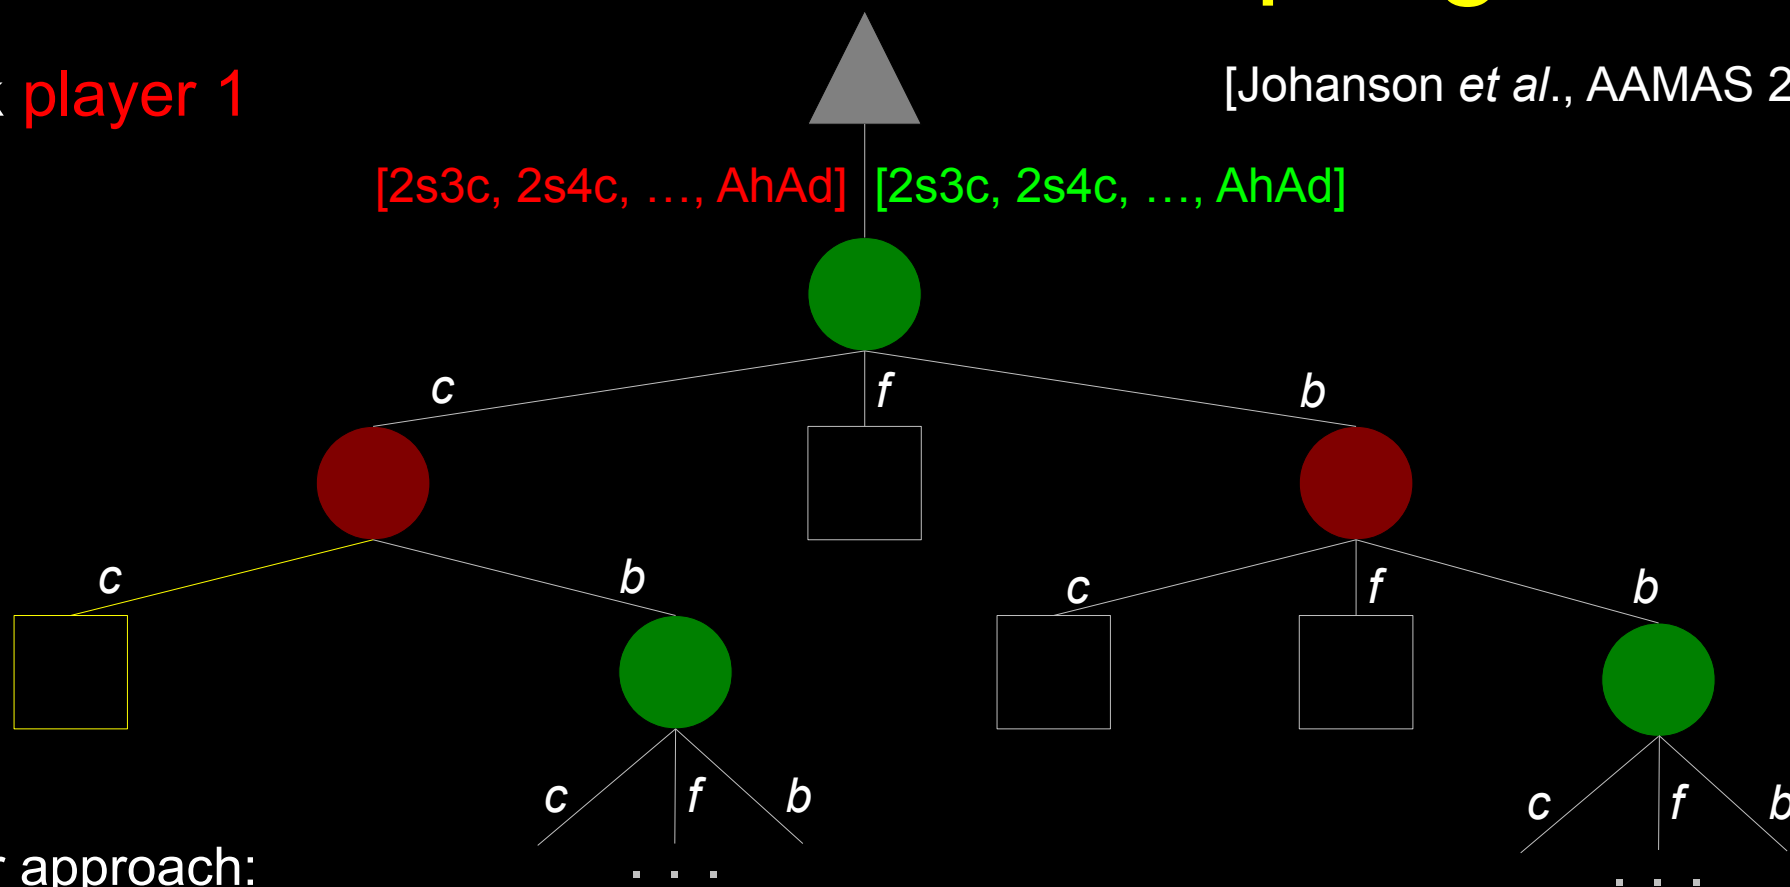 player 1
[Johanson et al., AAMAS 2
[2s3c, 2s4c, …, AhAd] [2s3c, 2s4c, …, AhAd]
c f b
c b c f b
c f b c f b
approach:
. . . . . .